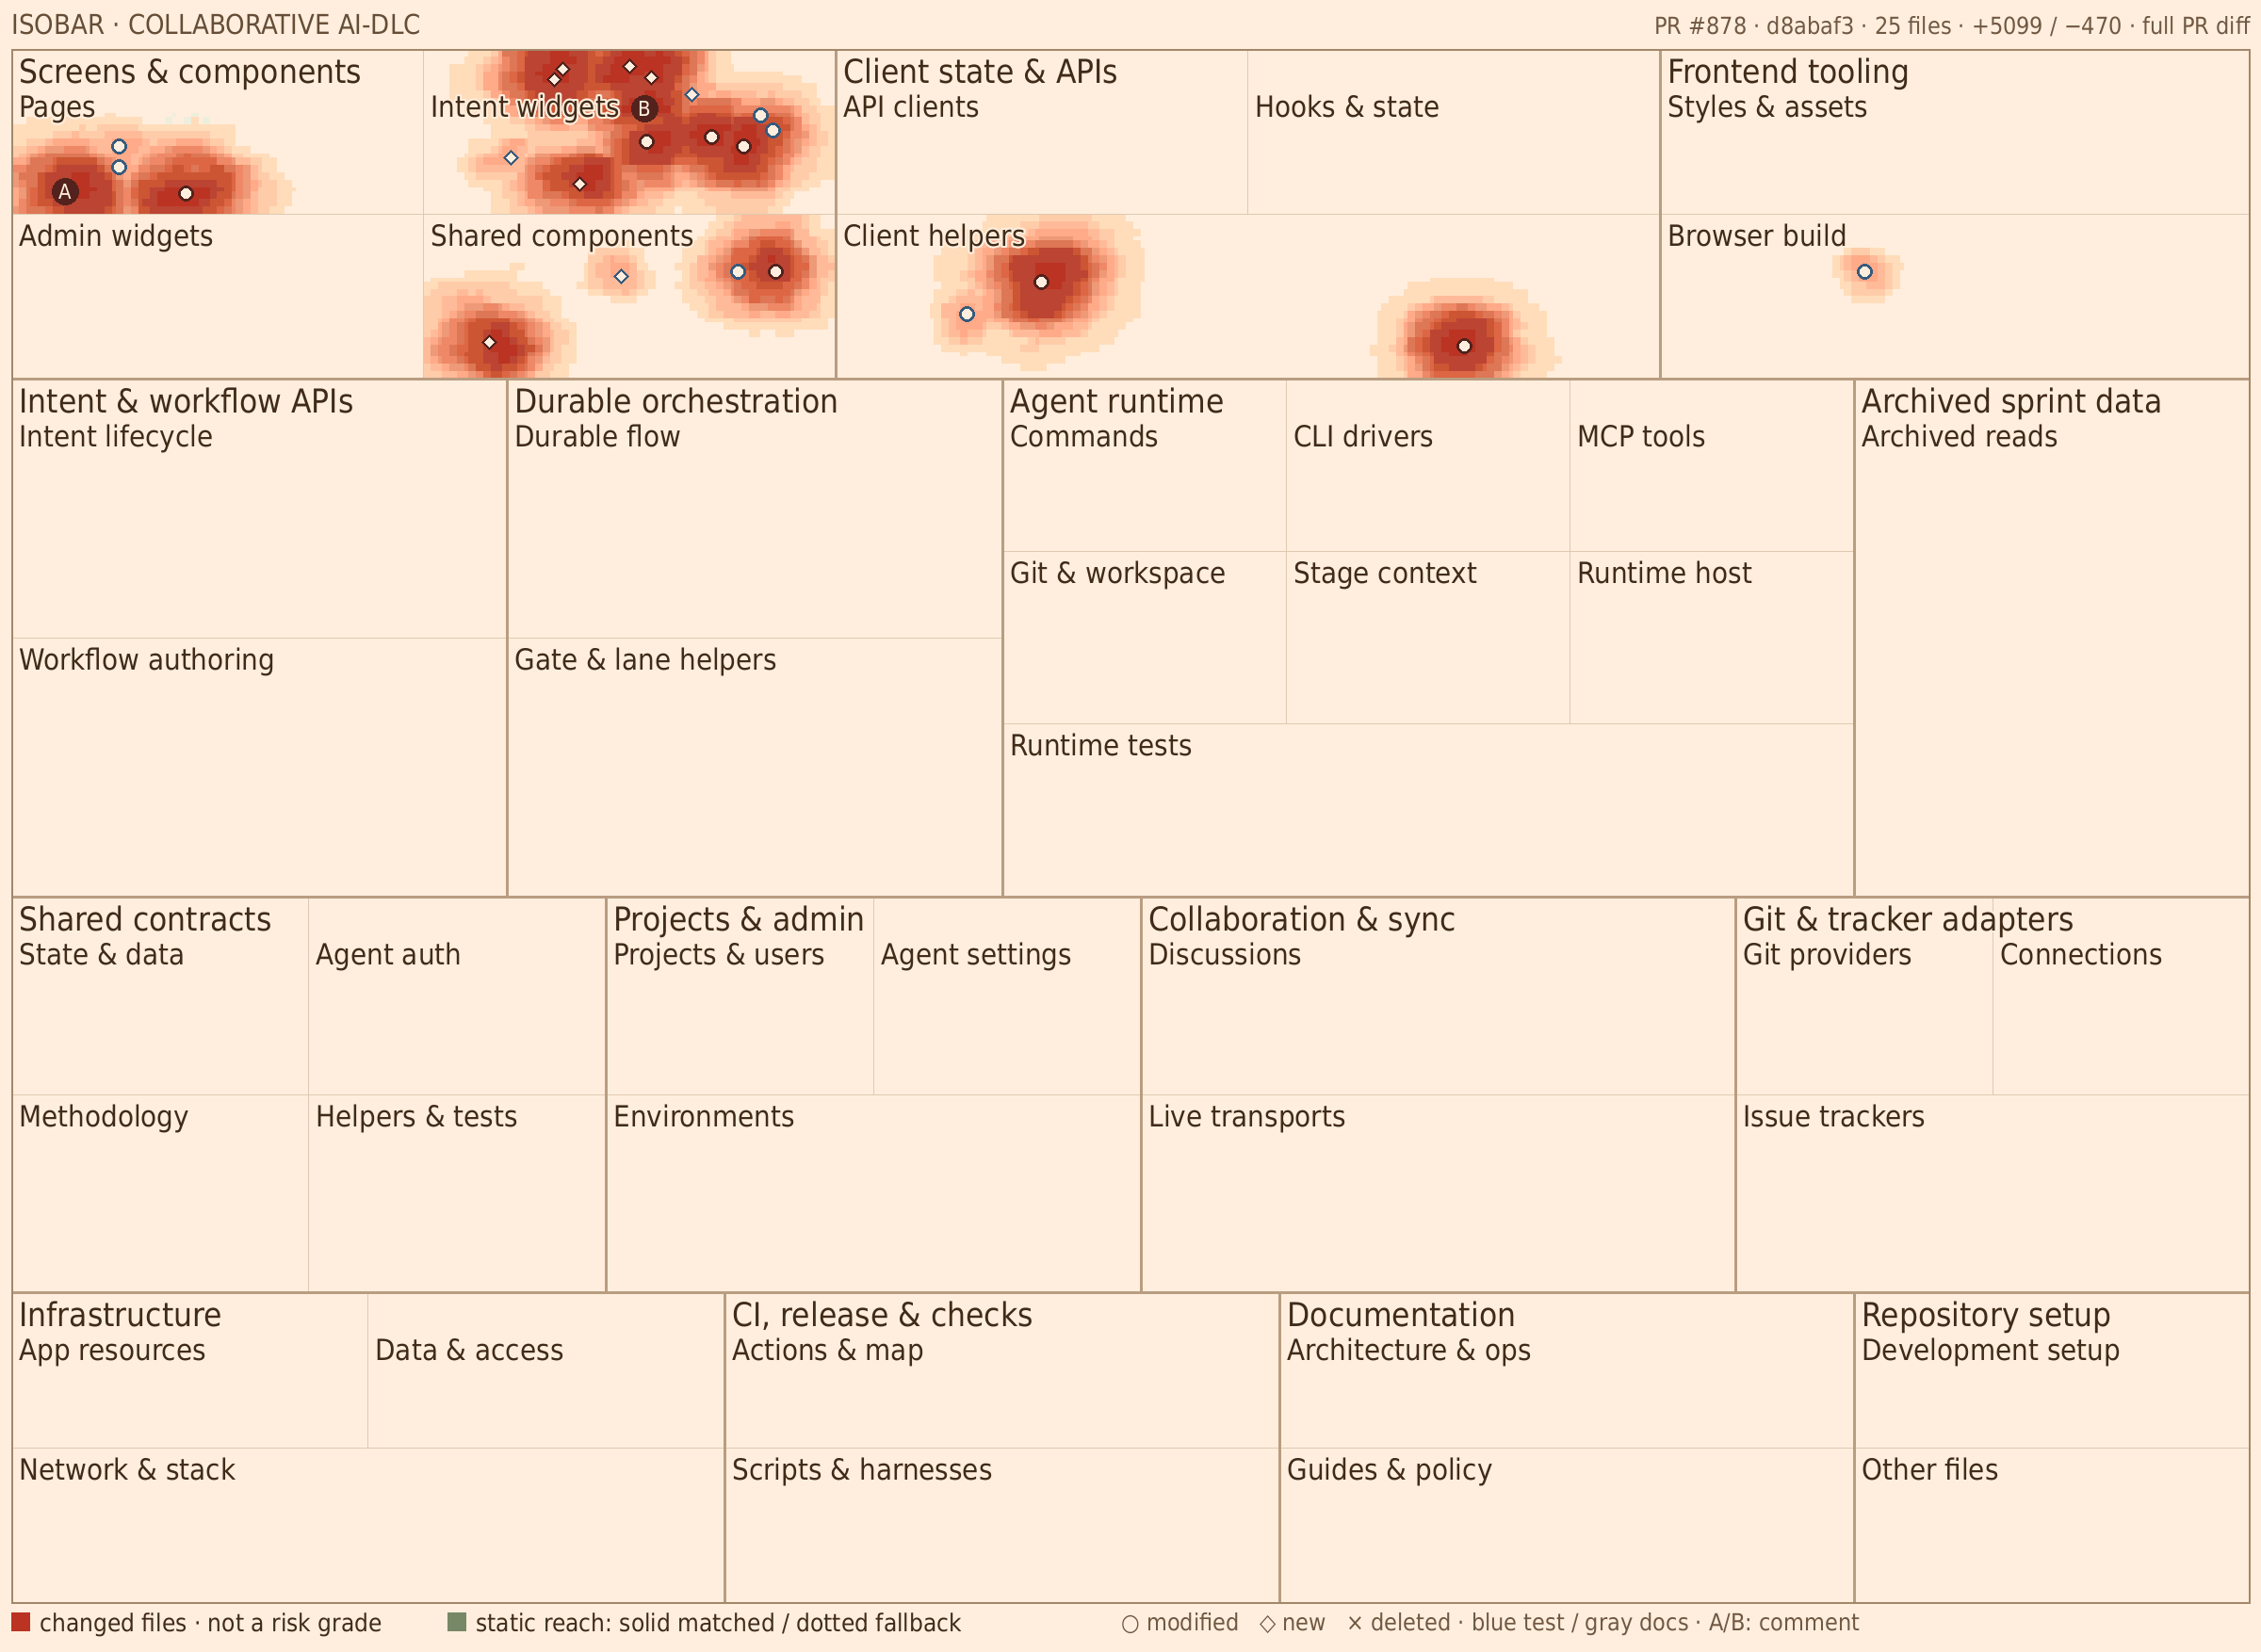 ISOBAR · COLLABORATIVE AI-DLC
PR #878 · d8abaf3 · 25 files · +5099 / −470 · full PR diff
Screens & components
Pages
A
Intent widgets
B
Client state & APIs
API clients
Hooks & state
Frontend tooling
Styles & assets
Admin widgets
Shared components
Client helpers
Browser build
Intent & workflow APIs
Intent lifecycle
Durable orchestration
Durable flow
Agent runtime
Commands
CLI drivers
MCP tools
Archived sprint data
Archived reads
Git & workspace
Stage context
Runtime host
Workflow authoring
Gate & lane helpers
Runtime tests
Shared contracts
State & data
Agent auth
Projects & admin
Projects & users
Agent settings
Collaboration & sync
Discussions
Git & tracker adapters
Git providers
Connections
Methodology
Helpers & tests
Environments
Live transports
Issue trackers
Infrastructure
App resources
Data & access
CI, release & checks
Actions & map
Documentation
Architecture & ops
Repository setup
Development setup
Network & stack
Scripts & harnesses
Guides & policy
Other files
changed files · not a risk grade
static reach: solid matched / dotted fallback
○ modified ◇ new × deleted · blue test / gray docs · A/B: comment